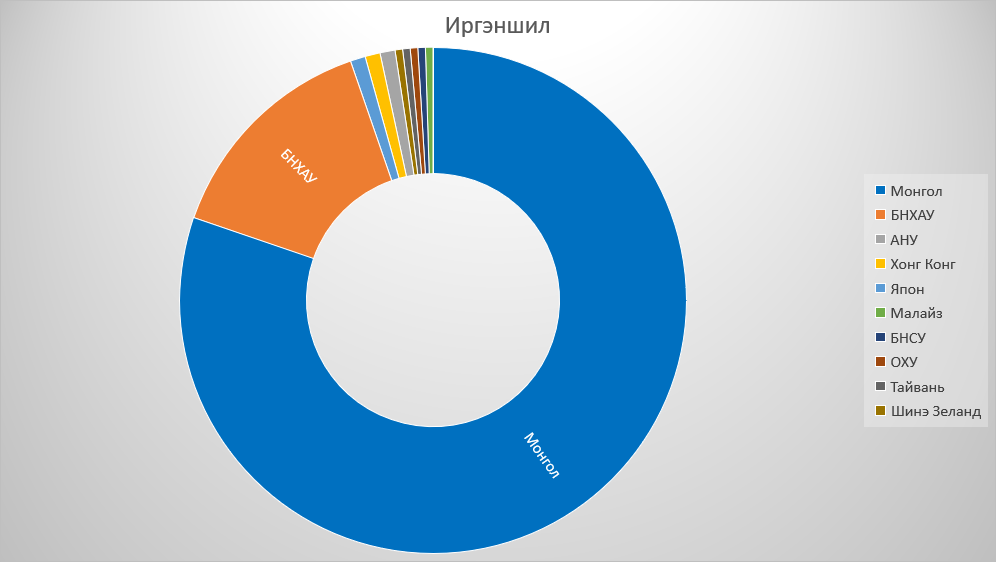 Иргэншил
БНХАУ
Монгол
Монгол
БНХАУ
АНУ
Хонг Конг
Япон
Малайз
БНСУ
ОХУ
Тайвань
Шинэ Зеланд